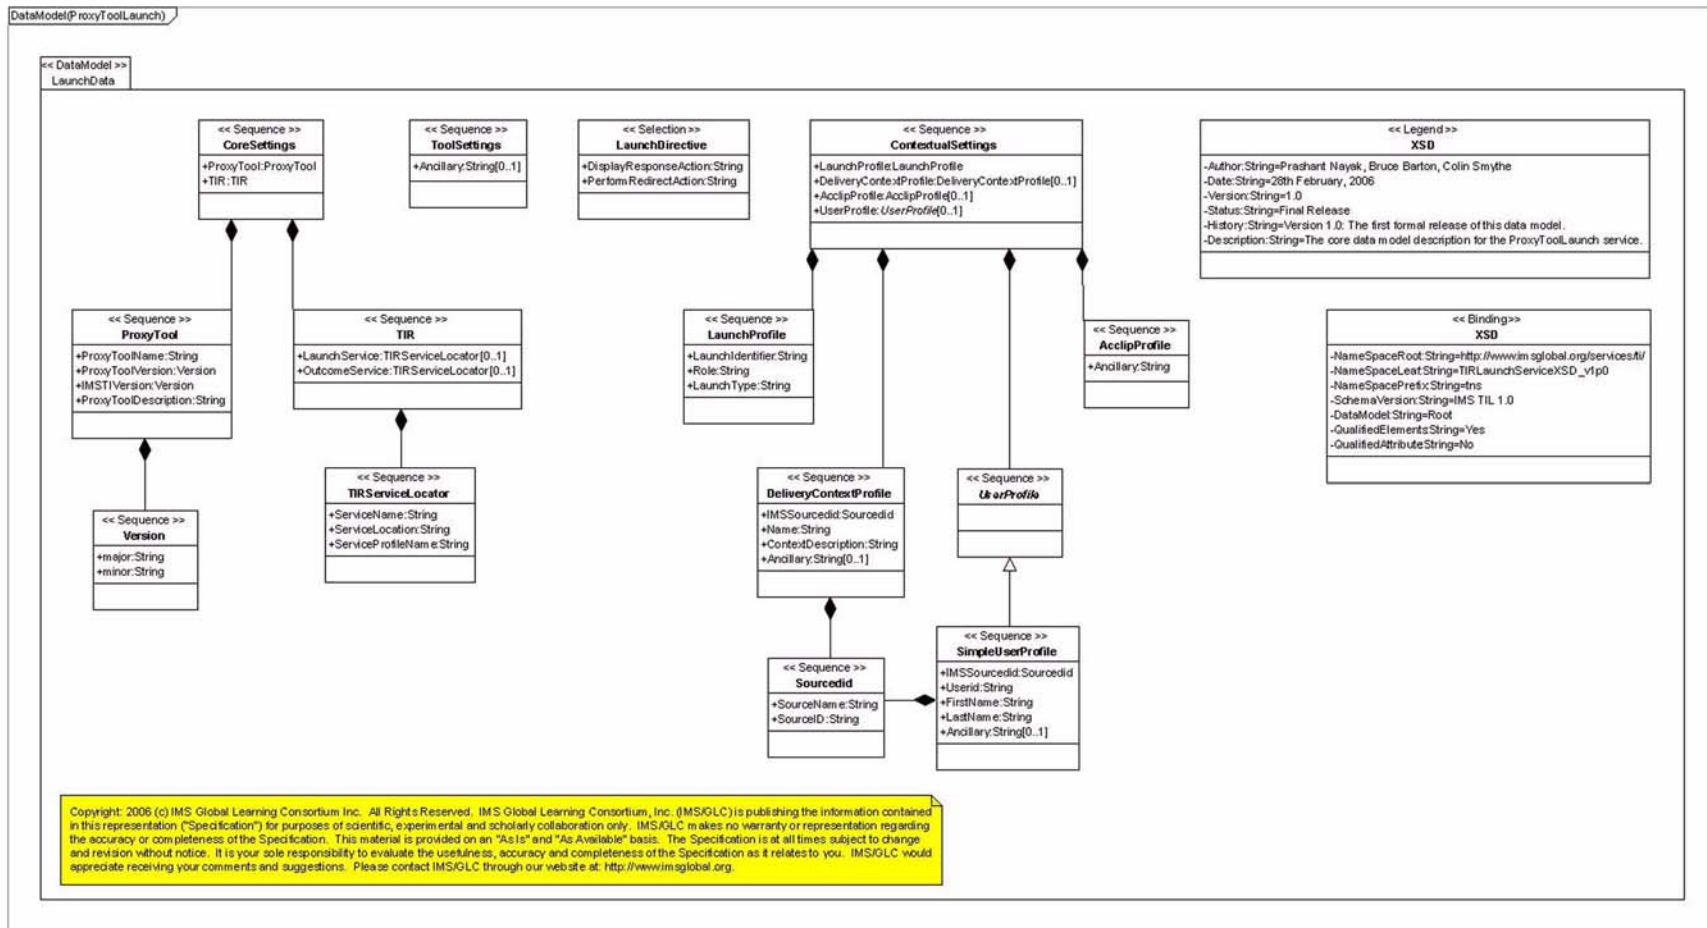 DataModel(ProxyToolLaunch)
<< DataModel >>
LaunchData
<< Sequence >>
CoreSettings
+ProxyTool:ProxyTool
+TIR:TIR
<< Sequence >>
ToolSettings
+Ancillary:String[0..1]
<< Selection >>
LaunchDirective
+DisplayResponseAction:String
+PerformRedirectAction:String
<< Sequence >>
ContextualSettings
+LaunchProfile:LaunchProfile
+DeliveryContextProfile:DeliveryContextProfile[0..1]
+AcclipProfile:AcclipProfile[0..1]
+UserProfile:UserProfile[0..1]
<< Legend >>
XSD
-Author:String=Prashant Nayak, Bruce Barton, Colin Smythe
-Date:String=28th February, 2006
-Version:String=1.0
-Status:String=Final Release
-History:String=Version 1.0: The first formal release of this data model.
-Description:String=The core data model description for the ProxyToolLaunch service.
<< Sequence >>
ProxyTool
+ProxyToolName:String
+ProxyToolVersion:Version
+IMSTIVersion:Version
+ProxyToolDescription:String
<< Sequence >>
TIR
+LaunchService:TIRServiceLocator[0..1]
+OutcomeService:TIRServiceLocator[0..1]
<< Sequence >>
LaunchProfile
+LaunchIdentifier:String
+Role:String
+LaunchType:String
<< Sequence >>
AcclipProfile
+Ancillary:String
<< Binding>>
XSD
-NameSpaceRoot:String=http://www.imsglobal.org/services/ti/
-NameSpaceLeaf:String=TIRLaunchServiceXSD_v1p0
-NameSpacePrefix:String=tns
-SchemaVersion:String=IMS TIL 1.0
-DataModel:String=Root
-QualifiedElements:String=Yes
-QualifiedAttribute:String=No
<< Sequence >>
Version
+major:String
+minor:String
<< Sequence >>
TIRServiceLocator
+ServiceName:String
+ServiceLocation:String
+ServiceProfileName:String
<< Sequence >>
DeliveryContextProfile
+IMSSourcedid:Sourcedid
+Name:String
+ContextDescription:String
+Ancillary:String[0..1]
<< Sequence >>
UserProfile
<< Sequence >>
Sourcedid
+SourceName:String
+SourceID:String
<< Sequence >>
SimpleUserProfile
+IMSSourcedid:Sourcedid
+Userid:String
+FirstName:String
+LastName:String
+Ancillary:String[0..1]
Copyright: 2006 (c) IMS Global Learning Consortium Inc. All Rights Reserved. IMS Global Learning Consortium, Inc. (IMS/GLC) is publishing the information contained
in this representation ("Specification") for purposes of scientific, experimental and scholarly collaboration only. IMS/GLC makes no warranty or representation regarding
the accuracy or completeness of the Specification. This material is provided on an "As Is" and "As Available" basis. The Specification is at all times subject to change
and revision without notice. It is your sole responsibility to evaluate the usefulness, accuracy and completeness of the Specification as it relates to you. IMS/GLC would
appreciate receiving your comments and suggestions. Please contact IMS/GLC through our website at: http://www.imsglobal.org.